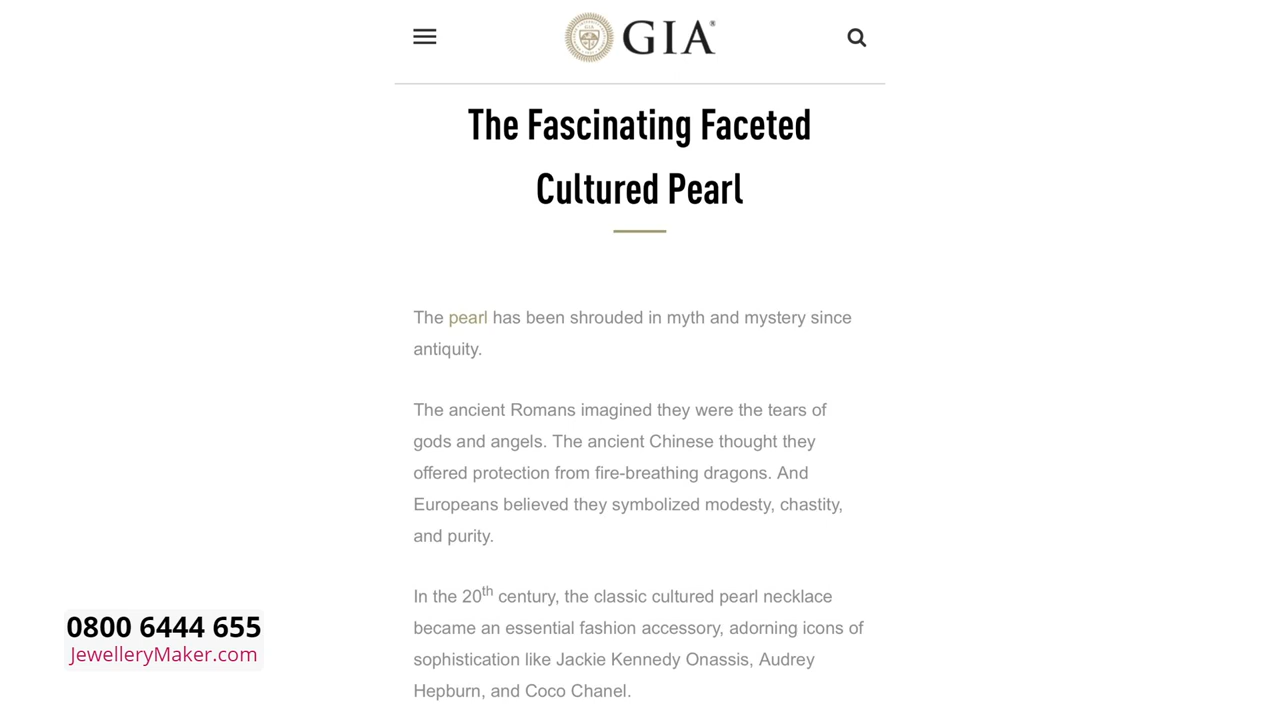 GIA®
The Fascinating Faceted
Cultured Pearl
The pearl has been shrouded in myth and mystery since
antiquity.
The ancient Romans imagined they were the tears of
gods and angels. The ancient Chinese thought they
offered protection from fire-breathing dragons. And
Europeans believed they symbolized modesty, chastity,
and purity.
In the 20th century, the classic cultured pearl necklace
became an essential fashion accessory, adorning icons of
sophistication like Jackie Kennedy Onassis, Audrey
Hepburn, and Coco Chanel.
0800 6444 655
JewelleryMaker.com